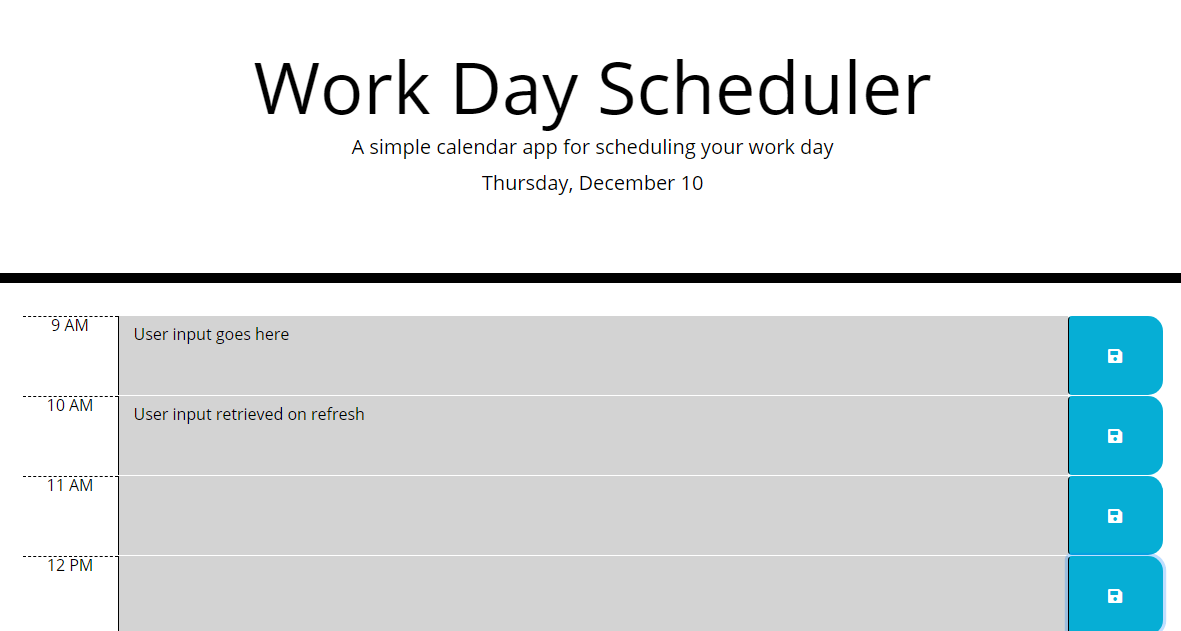 Work Day Scheduler
A simple calendar app for scheduling your work day
Thursday, December 10
9 AM
User input goes here
10 AM
User input retrieved on refresh
11 AM
12 PM